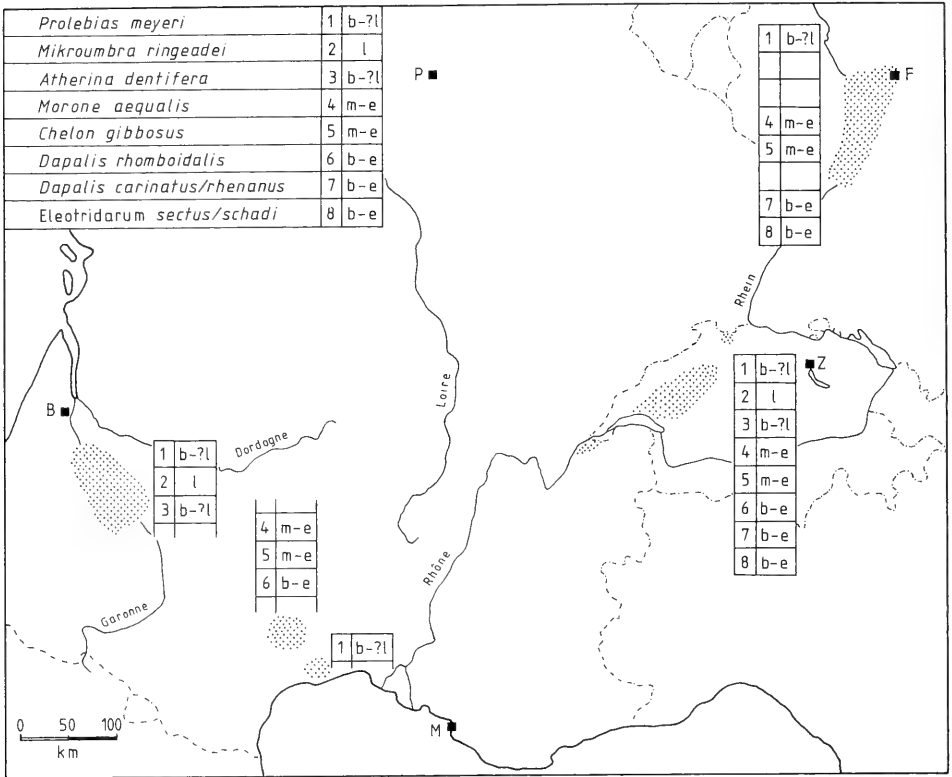 Prolebias meyeri 1 b-?l
Mikroumbra ringeadei 2 l
Atherina dentifera 3 b-?l
Morone aequalis 4 m-e
Chelon gibbosus 5 m-e
Dapalis rhomboidalis 6 b-e
Dapalis carinatus/rhenanus 7 b-e
Eleotridarum sectus/schadi 8 b-e
P
1 b-?l
4 m-e
5 m-e
7 b-e
8 b-e
F
Rhein
Loire
Z
1 b-?l
2 l
3 b-?l
4 m-e
5 m-e
6 b-e
7 b-e
8 b-e
B
Dordogne
1 b-?l
2 l
3 b-?l
4 m-e
5 m-e
6 b-e
Rhône
Garonne
1 b-?l
M
0 50 100
km